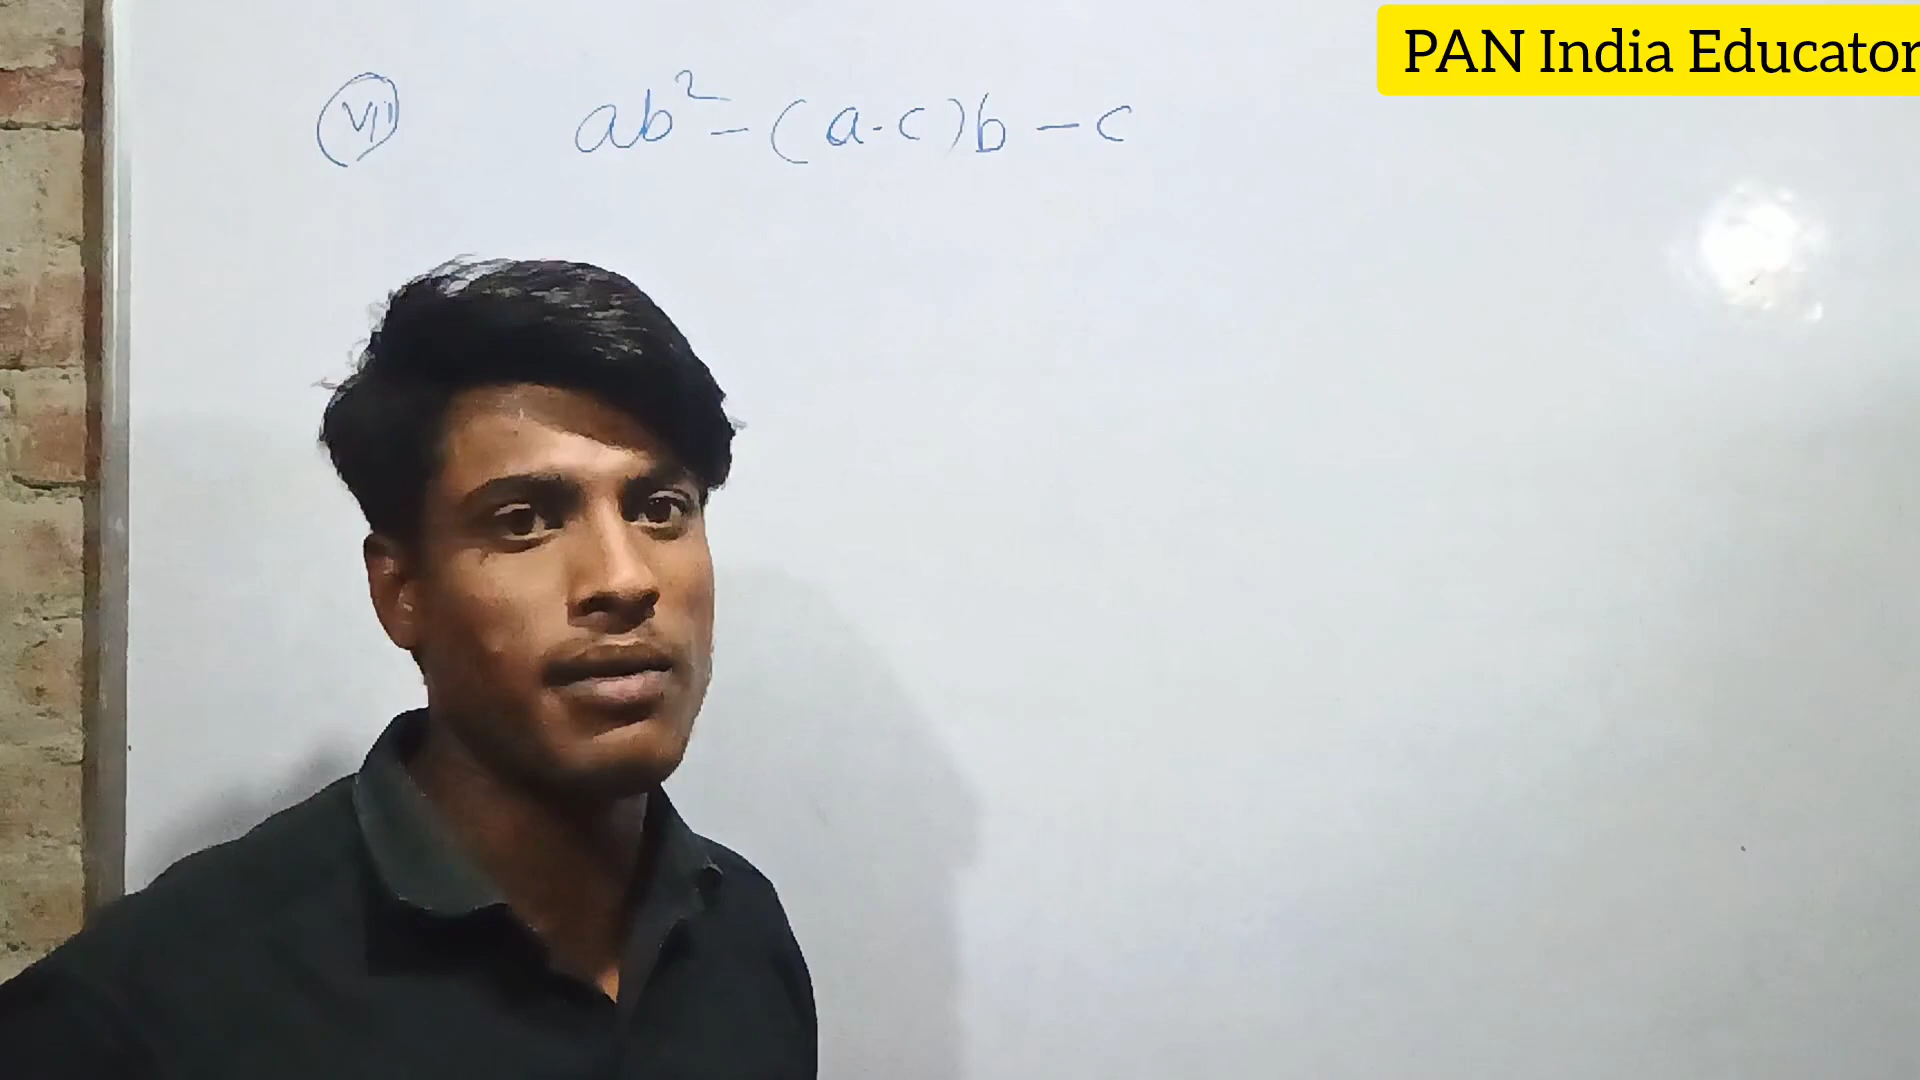 PAN India Educator
(vii) ab² - (a-c)b - c